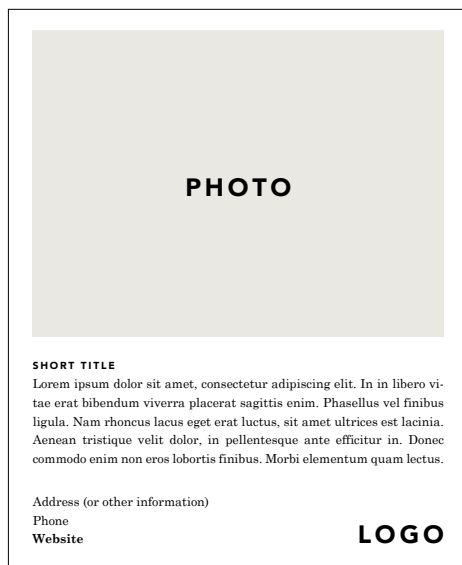 PHOTO
SHORT TITLE
Lorem ipsum dolor sit amet, consectetur adipiscing elit. In in libero vi-
tae erat bibendum viverra placerat sagittis enim. Phasellus vel finibus
ligula. Nam rhoncus lacus eget erat luctus, sit amet ultrices est lacinia.
Aenean tristique velit dolor, in pellentesque ante efficitur in. Donec
commodo enim non eros lobortis finibus. Morbi elementum quam lectus.
Address (or other information)
Phone
Website
LOGO